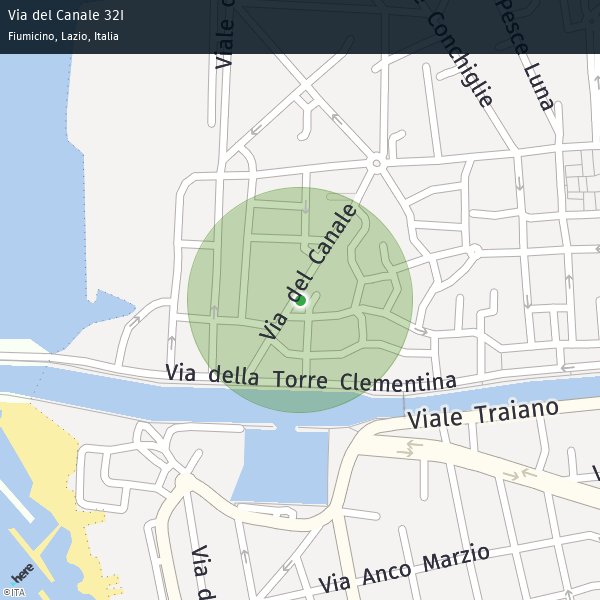 Via del Canale 32I
Fiumicino, Lazio, Italia
Viale d
Conchiglie
Pesce Luna
Via del Canale
Via della Torre Clementina
Viale Traiano
Via Anco Marzio
Via d
here
©ITA